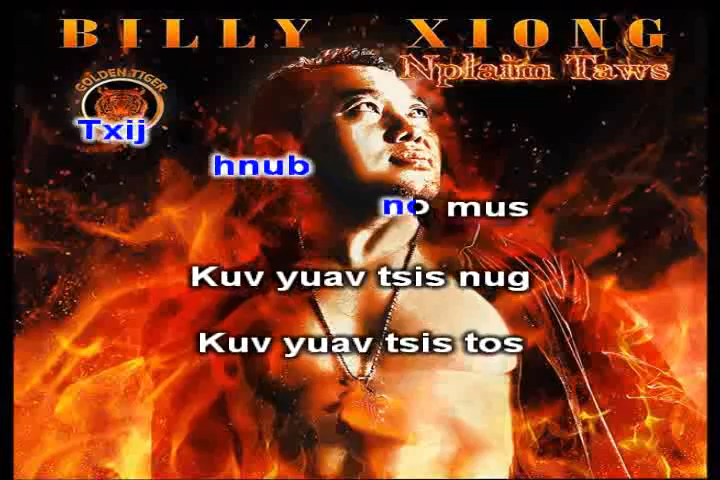 BILLY XIONG
Nplaim Taws
GOLDEN TIGER
Txij
hnub
no mus
Kuv yuav tsis nug
Kuv yuav tsis tos